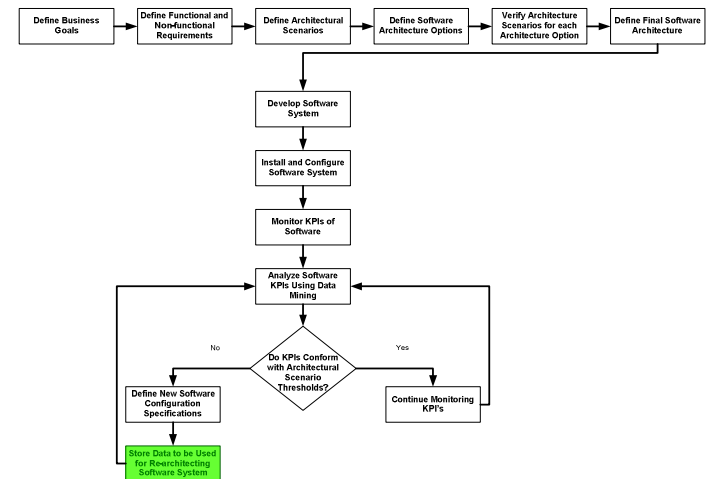 Define Business
Goals
Define Functional and
Non-functional
Requirements
Define Architectural
Scenarios
Define Software
Architecture Options
Verify Architecture
Scenarios for each
Architecture Option
Define Final Software
Architecture
Develop Software
System
Install and Configure
Software System
Monitor KPIs of
Software
Analyze Software
KPIs Using Data
Mining
No
Yes
Do KPIs Conform
with Architectural
Scenario
Thresholds?
Define New Software
Configuration
Specifications
Continue Monitoring
KPI's
Store Data to be Used
for Re-architecting
Software System